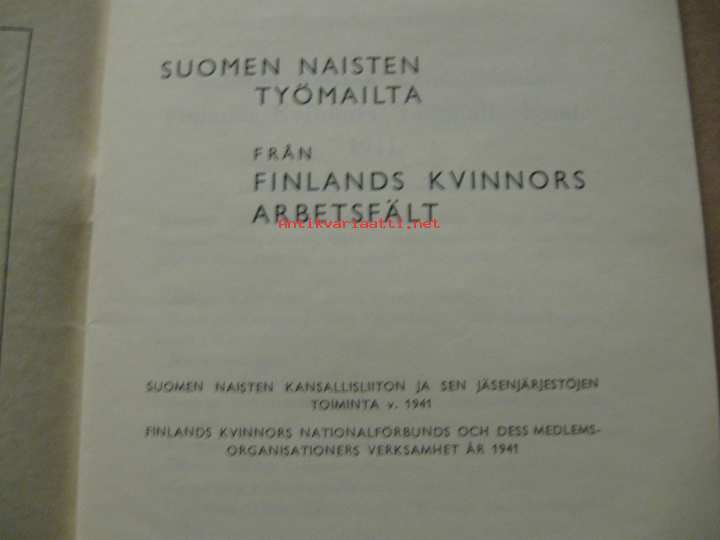 SUOMEN NAISTEN
TYÖMAILTA
FRÅN
FINLANDS KVINNORS
ARBETSFÄLT
Antikvariaatti.net
SUOMEN NAISTEN KANSALLISLIITON JA SEN JÄSENJÄRJESTÖJEN
TOIMINTA v. 1941
FINLANDS KVINNORS NATIONALFÖRBUNDS OCH DESS MEDLEMS-
ORGANISATIONERS VERKSAMHET ÅR 1941